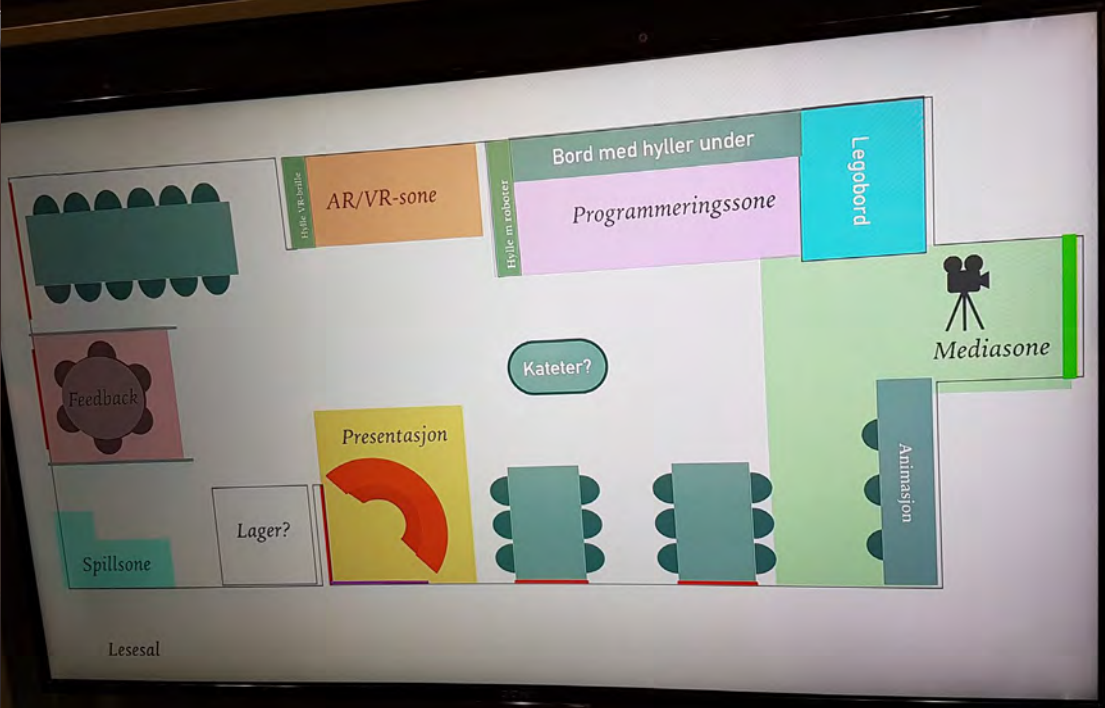 Bord med hyller under
Legobord
Hylle VR-brille
AR/VR-sone
Hylle m roboter
Programmeringssone
Mediasone
Kateter?
Feedback
Presentasjon
Animasjon
Lager?
Spillsone
Lesesal